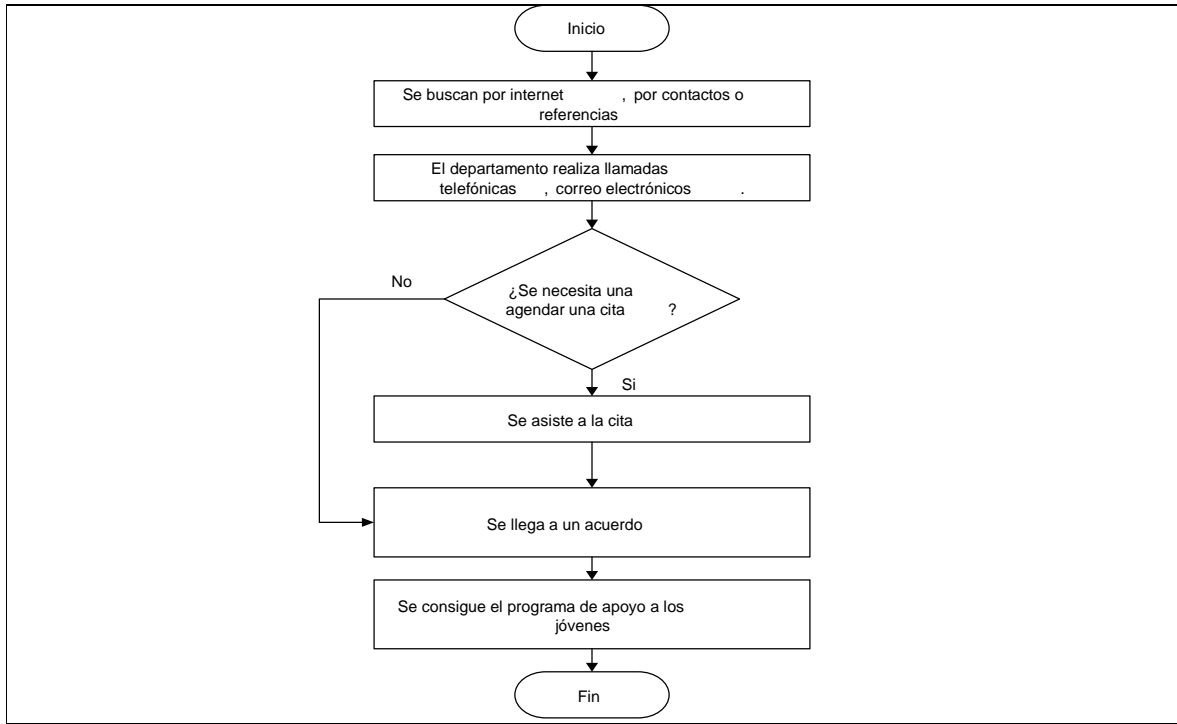 Inicio
Se buscan por internet , por contactos o
referencias
El departamento realiza llamadas
telefónicas , correo electrónicos .
¿Se necesita una
agendar una cita ?
No
Si
Se asiste a la cita
Se llega a un acuerdo
Se consigue el programa de apoyo a los
jóvenes
Fin